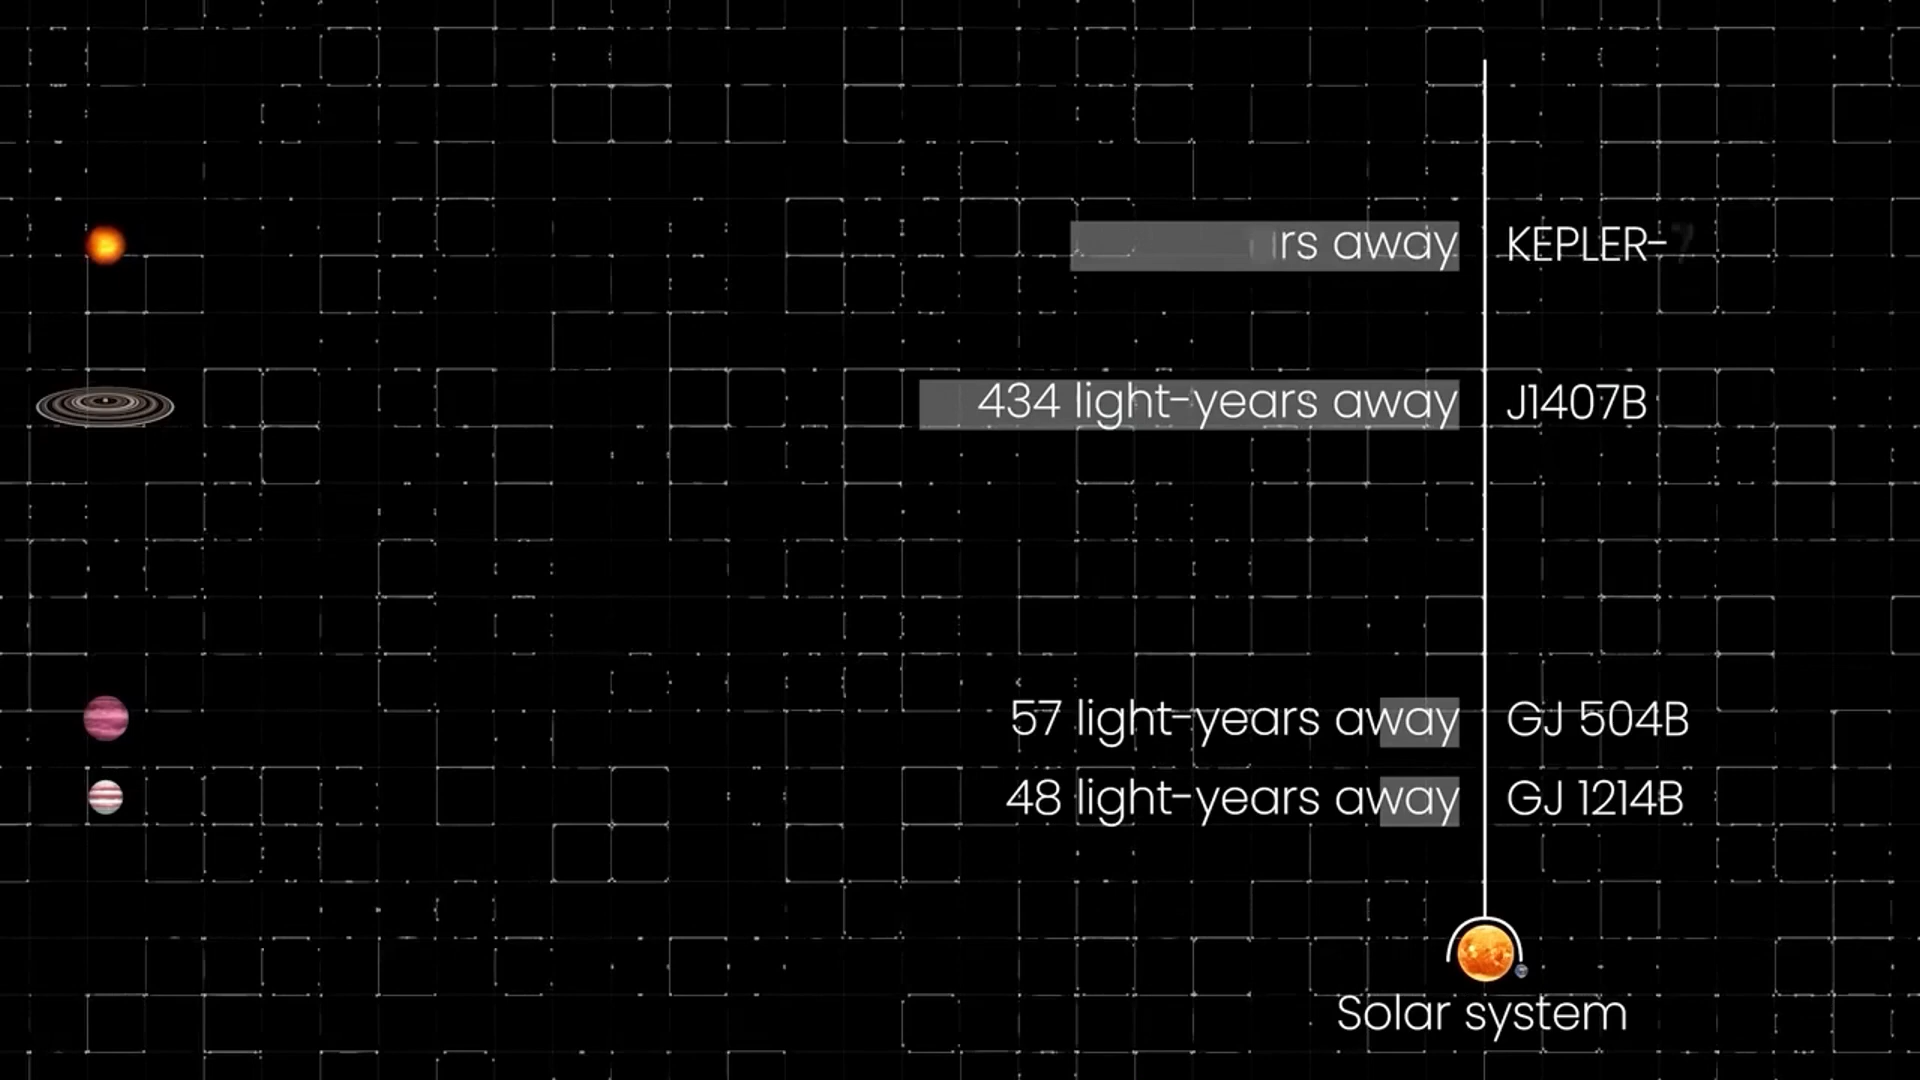 rs away KEPLER-
434 light-years away J1407B
57 light-years away GJ 504B
48 light-years away GJ 1214B
Solar system